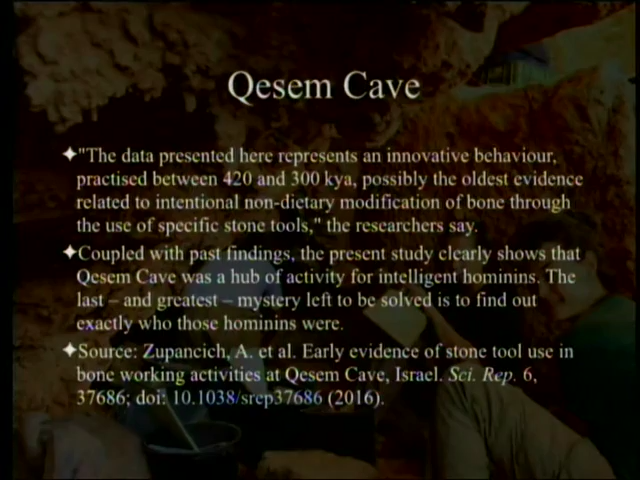 Qesem Cave
✦"The data presented here represents an innovative behaviour,
practised between 420 and 300 kya, possibly the oldest evidence
related to intentional non-dietary modification of bone through
the use of specific stone tools," the researchers say.
✦Coupled with past findings, the present study clearly shows that
Qesem Cave was a hub of activity for intelligent hominins. The
last – and greatest – mystery left to be solved is to find out
exactly who those hominins were.
✦Source: Zupancich, A. et al. Early evidence of stone tool use in
bone working activities at Qesem Cave, Israel. Sci. Rep. 6,
37686; doi: 10.1038/srep37686 (2016).